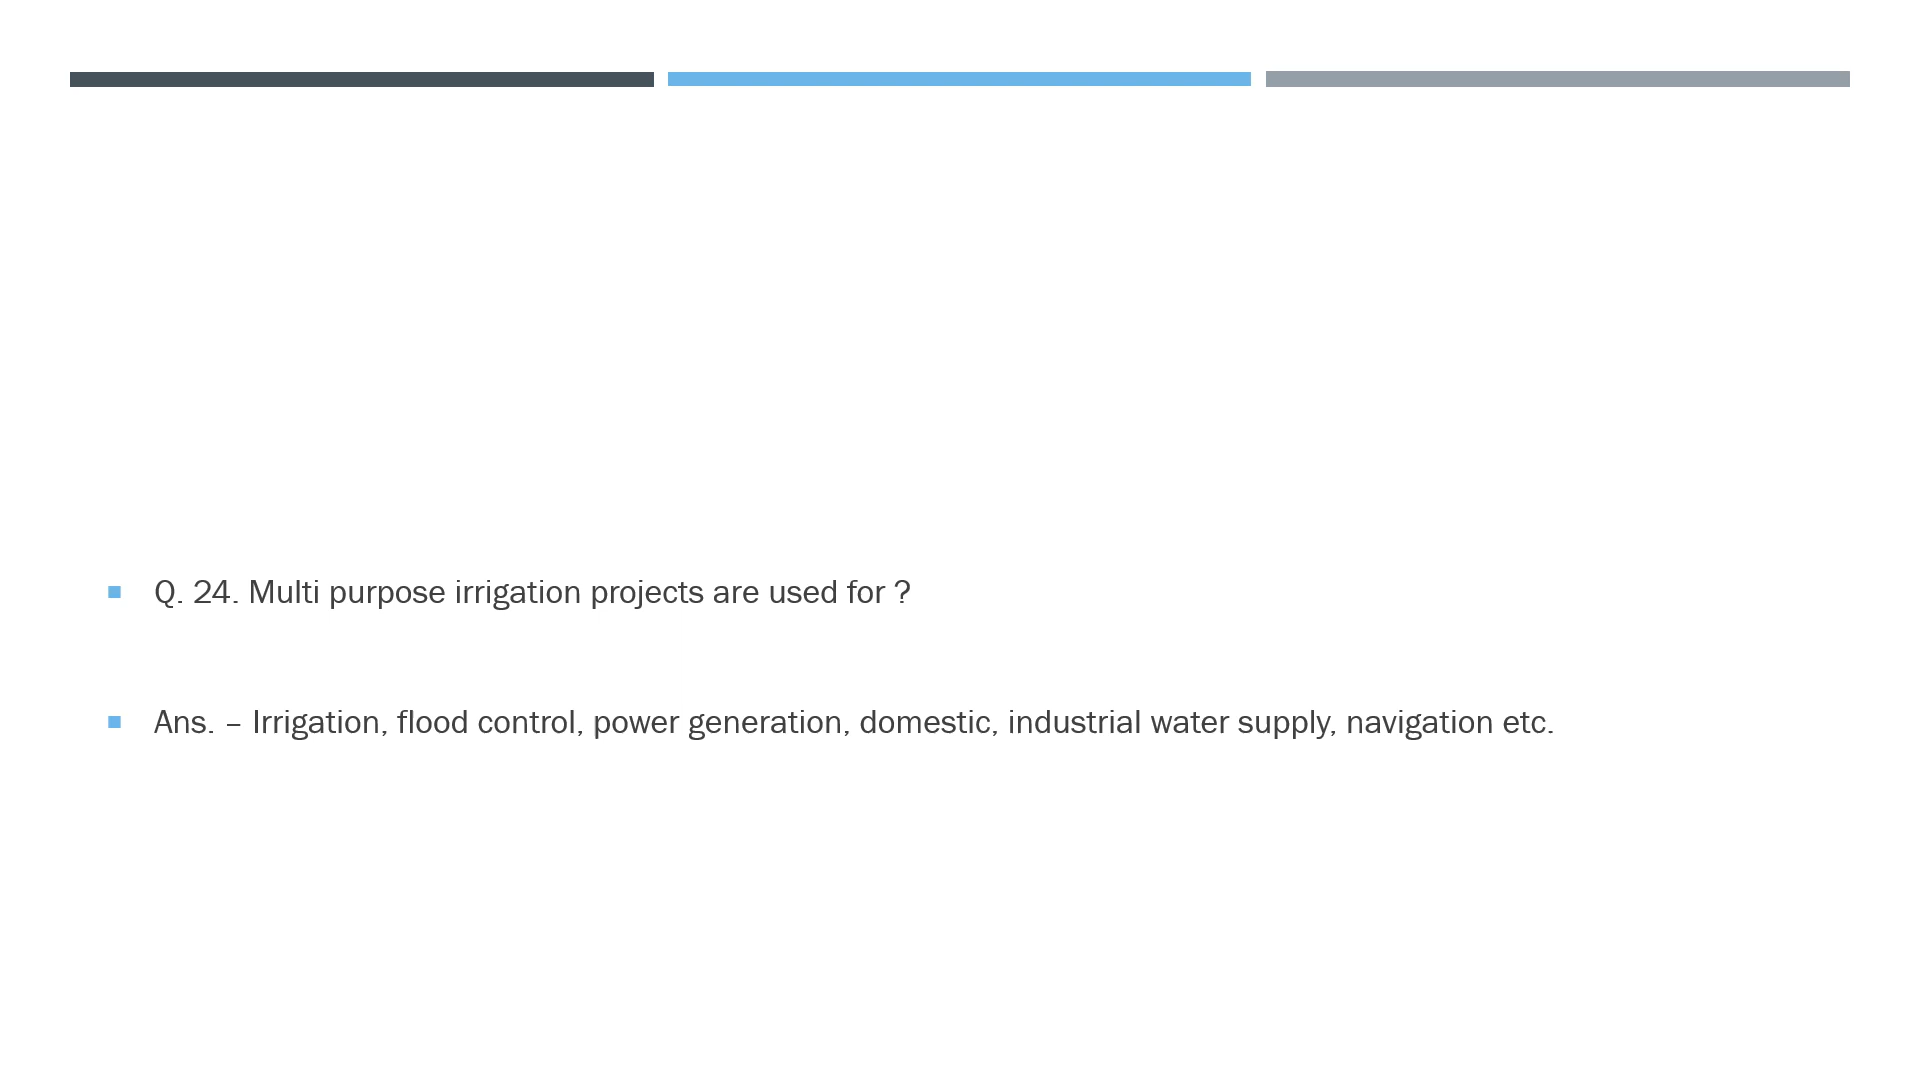 Q. 24. Multi purpose irrigation projects are used for ?
Ans. – Irrigation, flood control, power generation, domestic, industrial water supply, navigation etc.